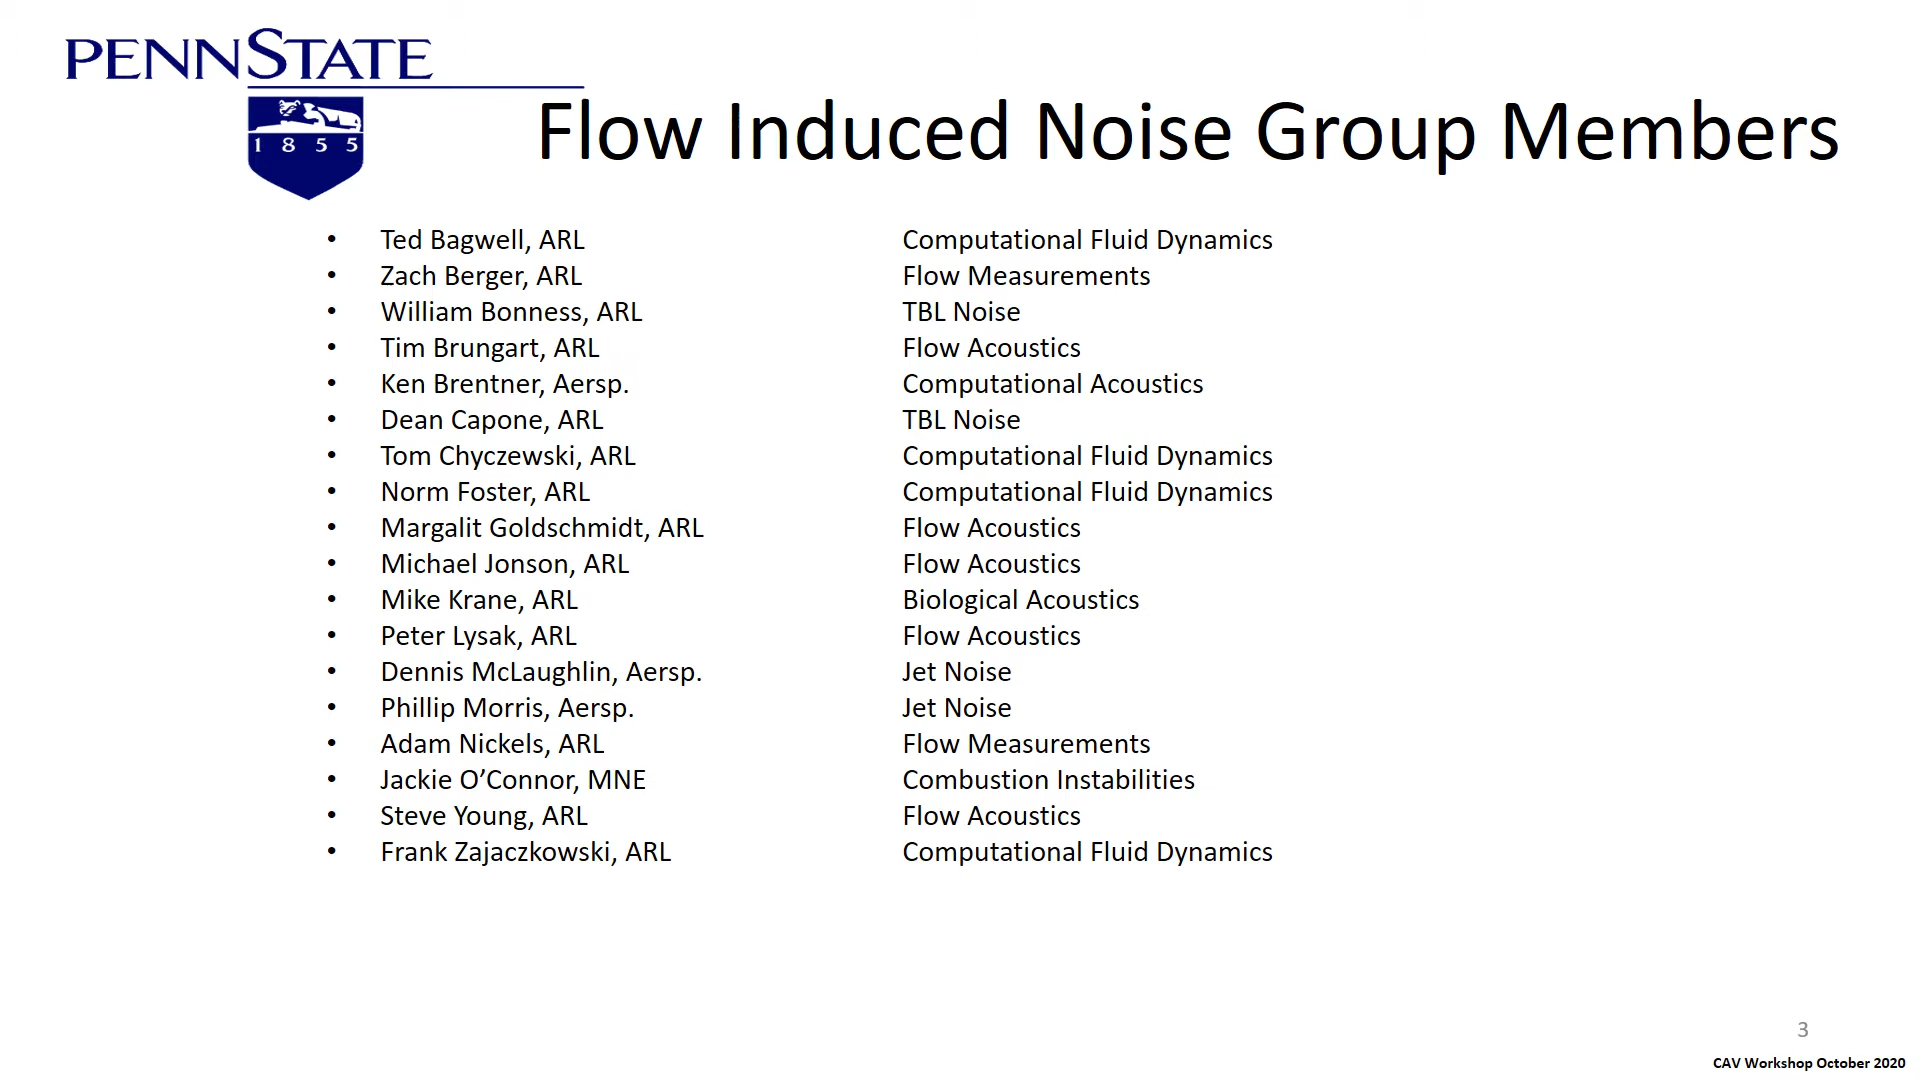 PENNSTATE
1855
Flow Induced Noise Group Members
• Ted Bagwell, ARL Computational Fluid Dynamics
• Zach Berger, ARL Flow Measurements
• William Bonness, ARL TBL Noise
• Tim Brungart, ARL Flow Acoustics
• Ken Brentner, Aersp. Computational Acoustics
• Dean Capone, ARL TBL Noise
• Tom Chyczewski, ARL Computational Fluid Dynamics
• Norm Foster, ARL Computational Fluid Dynamics
• Margalit Goldschmidt, ARL Flow Acoustics
• Michael Jonson, ARL Flow Acoustics
• Mike Krane, ARL Biological Acoustics
• Peter Lysak, ARL Flow Acoustics
• Dennis McLaughlin, Aersp. Jet Noise
• Phillip Morris, Aersp. Jet Noise
• Adam Nickels, ARL Flow Measurements
• Jackie O’Connor, MNE Combustion Instabilities
• Steve Young, ARL Flow Acoustics
• Frank Zajaczkowski, ARL Computational Fluid Dynamics
3
CAV Workshop October 2020